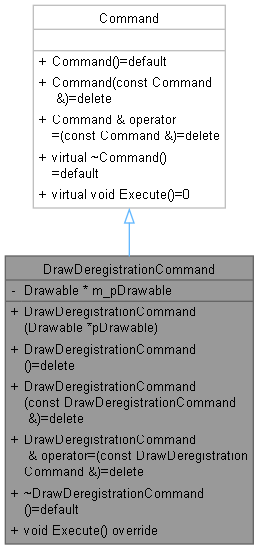 Command
+ Command()=default
+ Command(const Command
&)=delete
+ Command & operator
=(const Command &)=delete
+ virtual ~Command()
=default
+ virtual void Execute()=0
DrawDeregistrationCommand
- Drawable * m_pDrawable
+ DrawDeregistrationCommand
(Drawable *pDrawable)
+ DrawDeregistrationCommand
()=delete
+ DrawDeregistrationCommand
(const DrawDeregistrationCommand
&)=delete
+ DrawDeregistrationCommand
& operator=(const DrawDeregistration
Command &)=delete
+ ~DrawDeregistrationCommand
()=default
+ void Execute() override